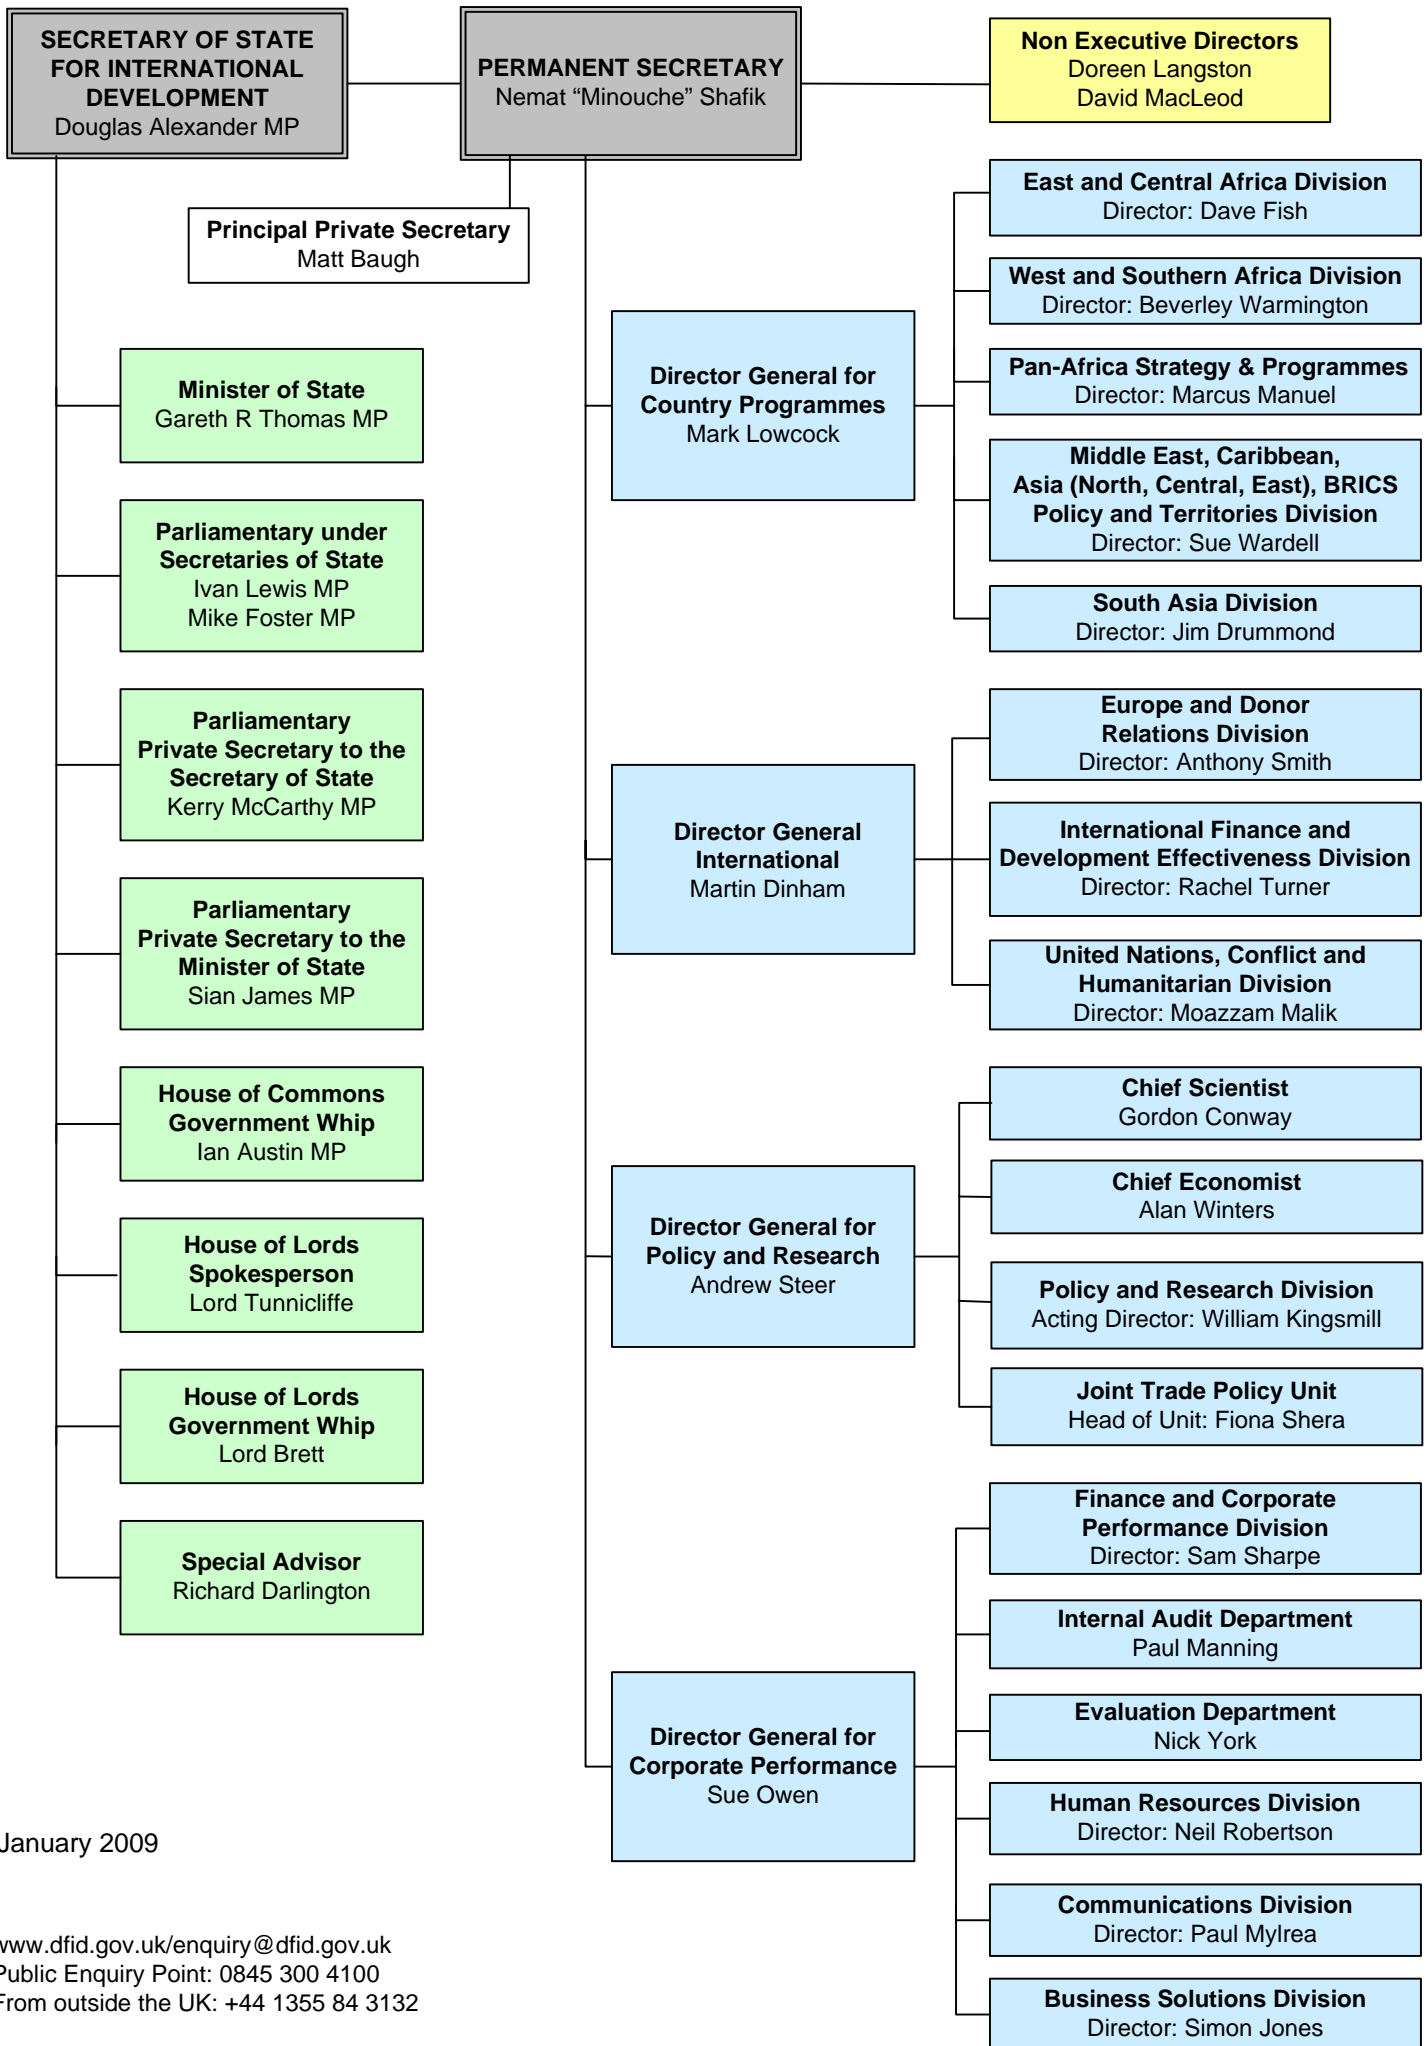 SECRETARY OF STATE
FOR INTERNATIONAL
DEVELOPMENT
Douglas Alexander MP
PERMANENT SECRETARY
Nemat “Minouche” Shafik
Non Executive Directors
Doreen Langston
David MacLeod
Principal Private Secretary
Matt Baugh
Minister of State
Gareth R Thomas MP
Parliamentary under
Secretaries of State
Ivan Lewis MP
Mike Foster MP
Parliamentary
Private Secretary to the
Secretary of State
Kerry McCarthy MP
Parliamentary
Private Secretary to the
Minister of State
Sian James MP
House of Commons
Government Whip
Ian Austin MP
House of Lords
Spokesperson
Lord Tunnicliffe
House of Lords
Government Whip
Lord Brett
Special Advisor
Richard Darlington
Director General for
Country Programmes
Mark Lowcock
East and Central Africa Division
Director: Dave Fish
West and Southern Africa Division
Director: Beverley Warmington
Pan-Africa Strategy & Programmes
Director: Marcus Manuel
Middle East, Caribbean,
Asia (North, Central, East), BRICS
Policy and Territories Division
Director: Sue Wardell
South Asia Division
Director: Jim Drummond
Director General
International
Martin Dinham
Europe and Donor
Relations Division
Director: Anthony Smith
International Finance and
Development Effectiveness Division
Director: Rachel Turner
United Nations, Conflict and
Humanitarian Division
Director: Moazzam Malik
Director General for
Policy and Research
Andrew Steer
Chief Scientist
Gordon Conway
Chief Economist
Alan Winters
Policy and Research Division
Acting Director: William Kingsmill
Joint Trade Policy Unit
Head of Unit: Fiona Shera
Director General for
Corporate Performance
Sue Owen
Finance and Corporate
Performance Division
Director: Sam Sharpe
Internal Audit Department
Paul Manning
Evaluation Department
Nick York
Human Resources Division
Director: Neil Robertson
Communications Division
Director: Paul Mylrea
Business Solutions Division
Director: Simon Jones
January 2009
www.dfid.gov.uk/enquiry@dfid.gov.uk
Public Enquiry Point: 0845 300 4100
From outside the UK: +44 1355 84 3132